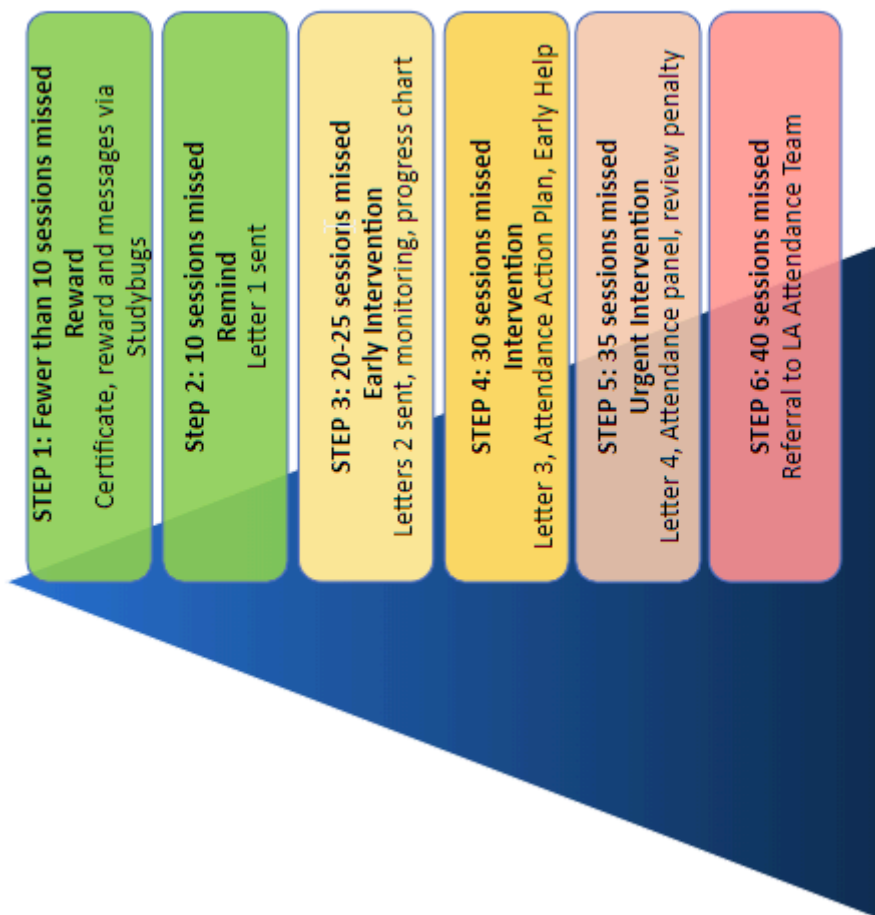 STEP 1: Fewer than 10 sessions missed
Reward
Certificate, reward and messages via
Studybugs
Step 2: 10 sessions missed
Remind
Letter 1 sent
STEP 3: 20-25 sessions missed
Early Intervention
Letters 2 sent, monitoring, progress chart
STEP 4: 30 sessions missed
Intervention
Letter 3, Attendance Action Plan, Early Help
STEP 5: 35 sessions missed
Urgent Intervention
Letter 4, Attendance panel, review penalty
STEP 6: 40 sessions missed
Referral to LA Attendance Team